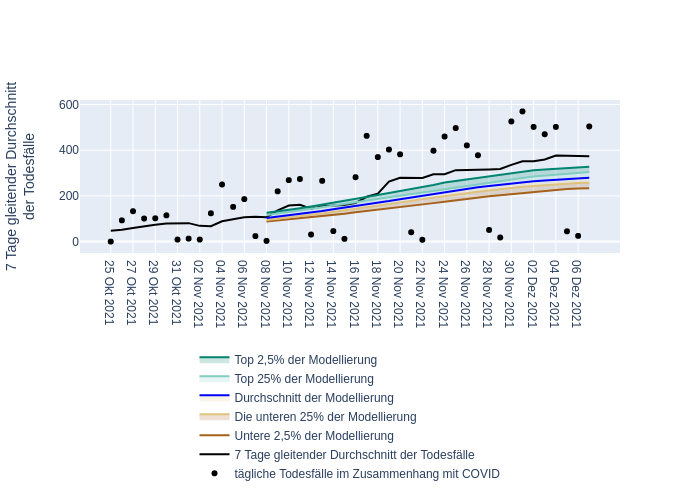 7 Tage gleitender Durchschnitt
der Todesfälle
600
400
200
0
25 Okt 2021
27 Okt 2021
29 Okt 2021
31 Okt 2021
02 Nov 2021
04 Nov 2021
06 Nov 2021
08 Nov 2021
10 Nov 2021
12 Nov 2021
14 Nov 2021
16 Nov 2021
18 Nov 2021
20 Nov 2021
22 Nov 2021
24 Nov 2021
26 Nov 2021
28 Nov 2021
30 Nov 2021
02 Dez 2021
04 Dez 2021
06 Dez 2021
Top 2,5% der Modellierung
Top 25% der Modellierung
Durchschnitt der Modellierung
Die unteren 25% der Modellierung
Untere 2,5% der Modellierung
7 Tage gleitender Durchschnitt der Todesfälle
tägliche Todesfälle im Zusammenhang mit COVID